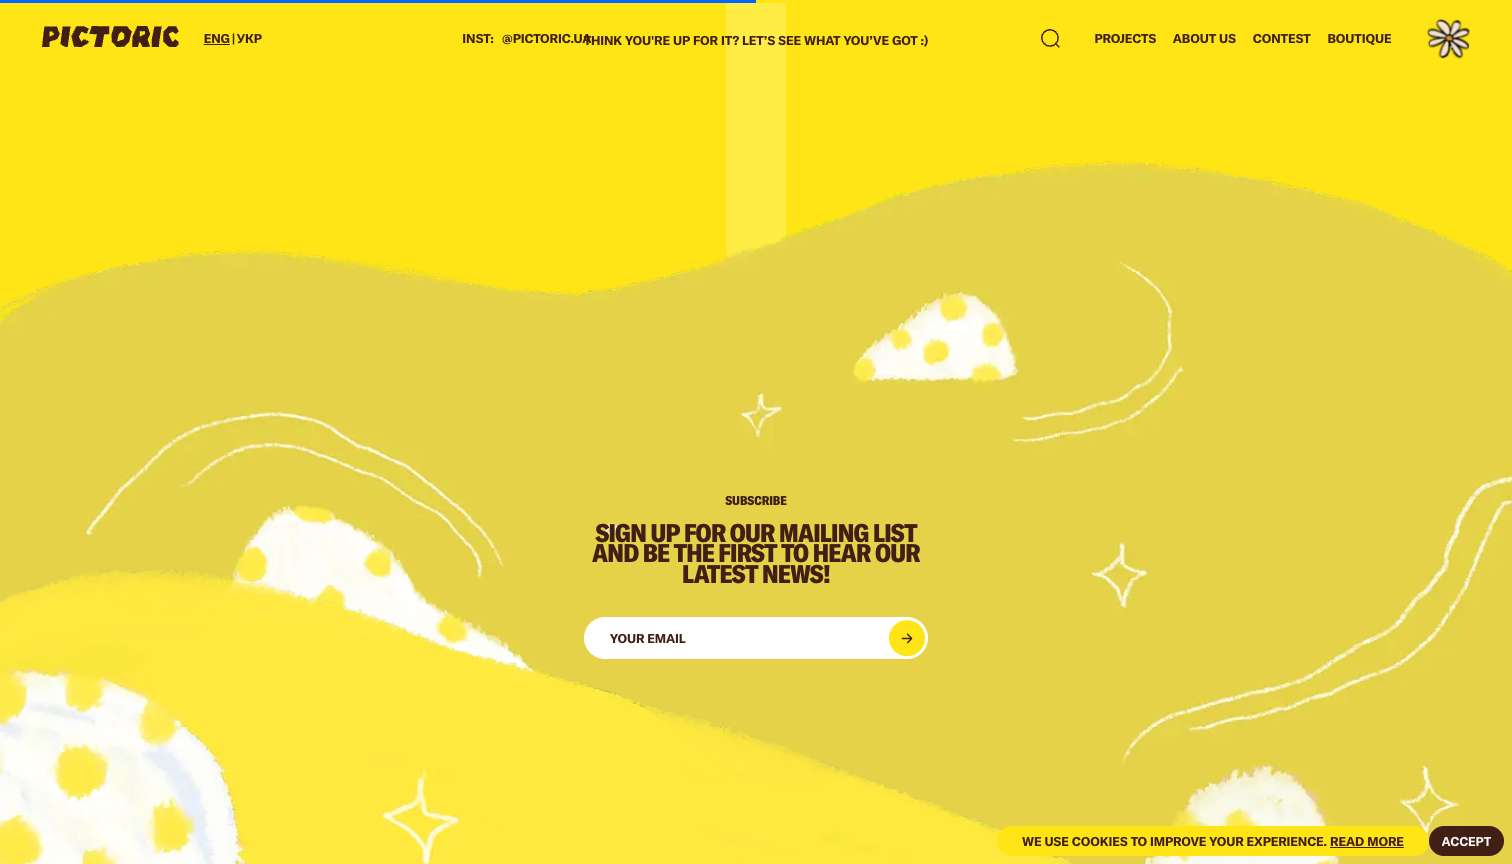 PICTORIC
ENG | УКР
INST: @PICTORIC.UA
THINK YOU'RE UP FOR IT? LET'S SEE WHAT YOU'VE GOT :)
PROJECTS ABOUT US CONTEST BOUTIQUE
SUBSCRIBE
SIGN UP FOR OUR MAILING LIST
AND BE THE FIRST TO HEAR OUR
LATEST NEWS!
YOUR EMAIL
WE USE COOKIES TO IMPROVE YOUR EXPERIENCE. READ MORE
ACCEPT